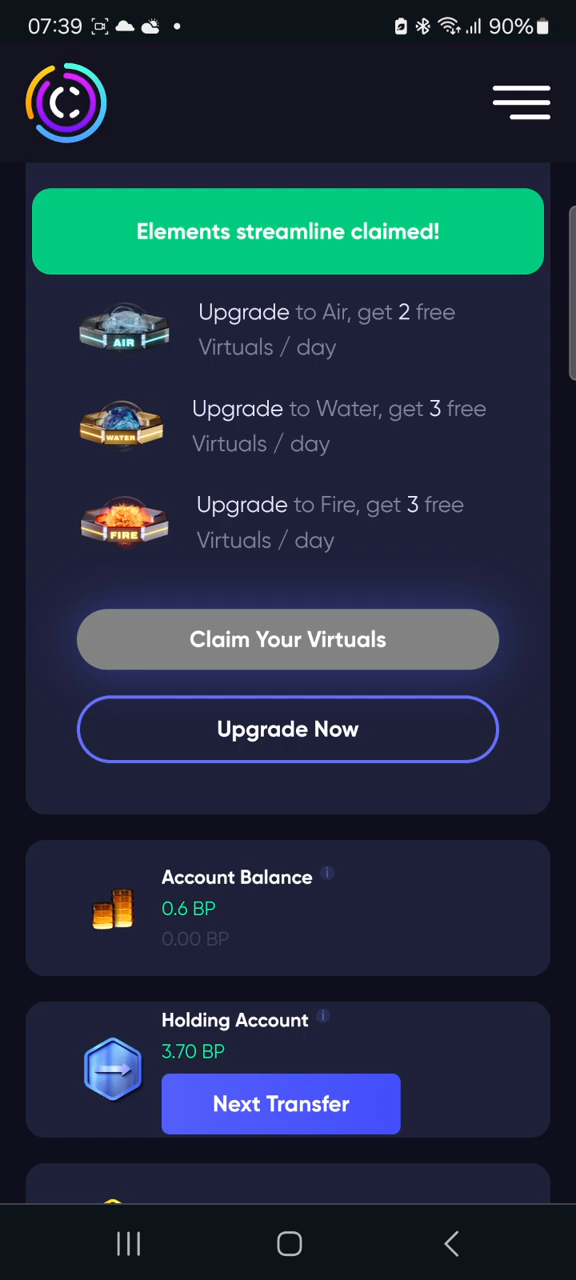 07:39
90%
Elements streamline claimed!
AIR
Upgrade to Air, get 2 free
Virtuals / day
WATER
Upgrade to Water, get 3 free
Virtuals / day
FIRE
Upgrade to Fire, get 3 free
Virtuals / day
Claim Your Virtuals
Upgrade Now
Account Balance i
0.6 BP
0.00 BP
Holding Account i
3.70 BP
Next Transfer